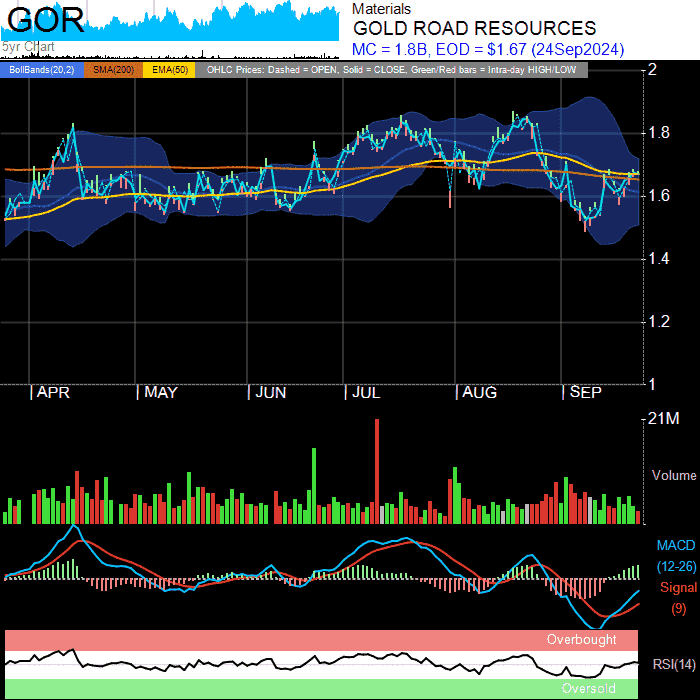 GOR
5yr Chart
Materials
GOLD ROAD RESOURCES
MC = 1.8B, EOD = $1.67 (24Sep2024)
BollBands(20,2) SMA(200) EMA(50) OHLC Prices: Dashed = OPEN, Solid = CLOSE, Green/Red bars = Intra-day HIGH/LOW
2
1.8
1.6
1.4
1.2
1
APR MAY JUN JUL AUG SEP
21M
Volume
MACD
(12-26)
Signal
(9)
Overbought
RSI(14)
Oversold